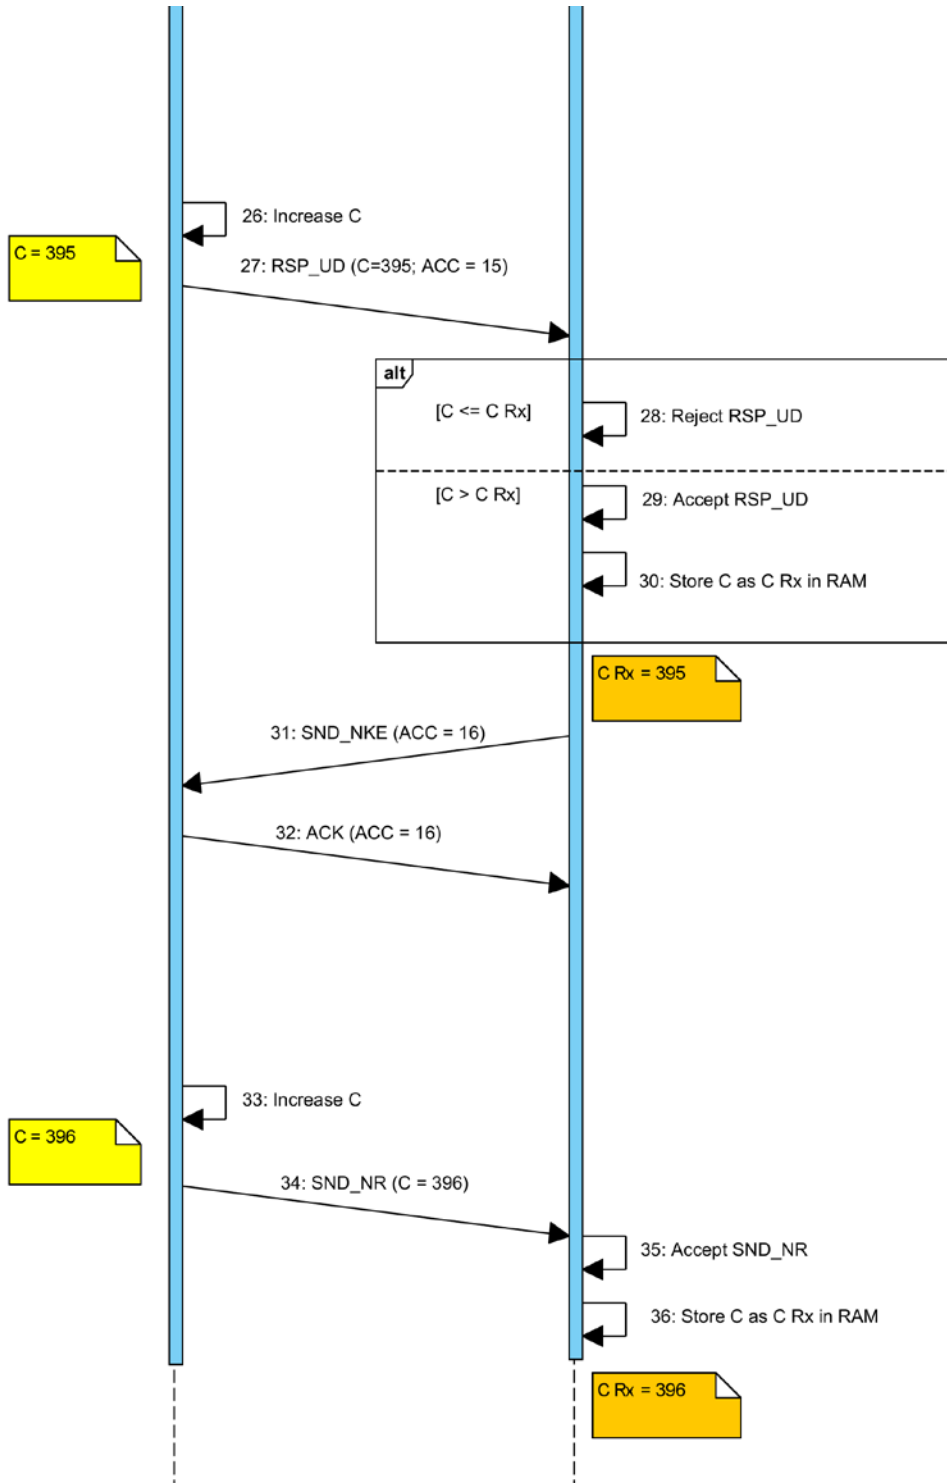 26: Increase C
C = 395
27: RSP_UD (C=395; ACC = 15)
alt
[C <= C Rx]
28: Reject RSP_UD
[C > C Rx]
29: Accept RSP_UD
30: Store C as C Rx in RAM
C Rx = 395
31: SND_NKE (ACC = 16)
32: ACK (ACC = 16)
33: Increase C
C = 396
34: SND_NR (C = 396)
35: Accept SND_NR
36: Store C as C Rx in RAM
C Rx = 396